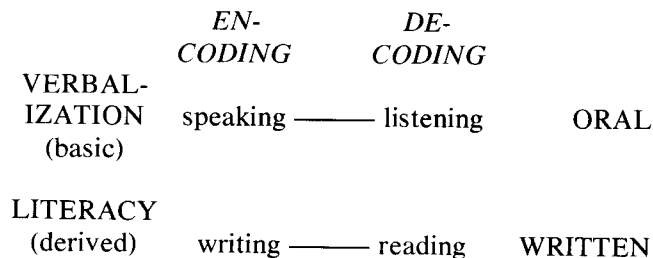 EN- DE-
CODING CODING
VERBAL-
IZATION speaking listening ORAL
(basic)
LITERACY
(derived) writing reading WRITTEN